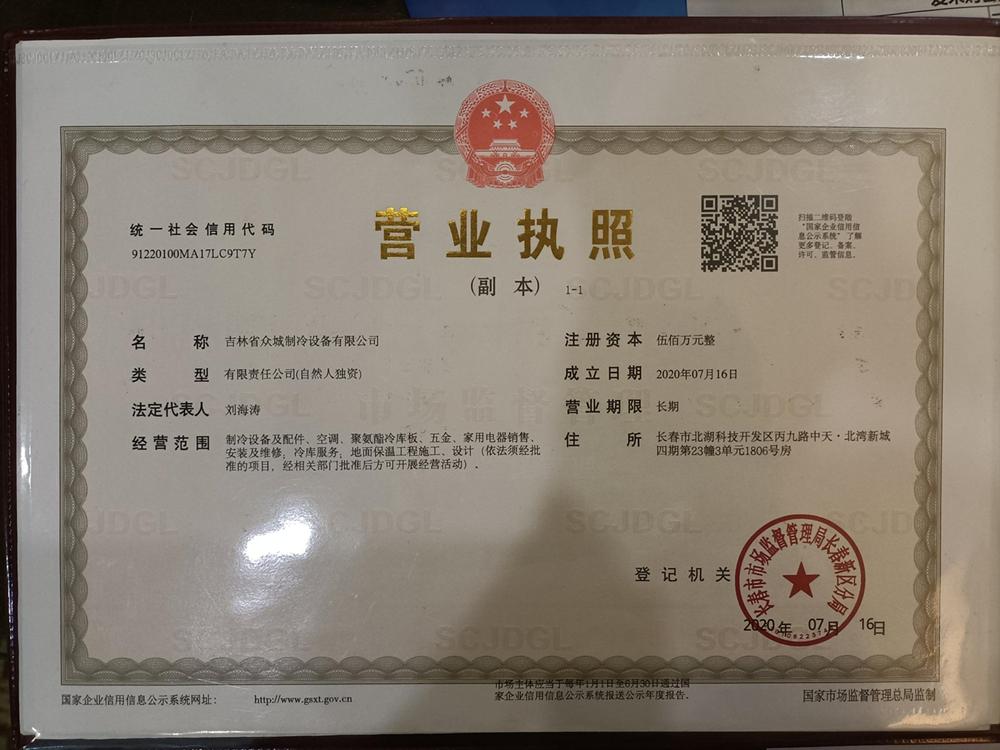 统一社会信用代码
91220100MA17LC9T7Y
营业执照
(副 本) 1-1
扫描二维码登陆
“国家企业信用信
息公示系统”了解
更多登记、备案、
许可、监管信息。
名 称 吉林省众城制冷设备有限公司
类 型 有限责任公司(自然人独资)
法定代表人 刘海涛
经营范围 制冷设备及配件、空调、聚氨酯冷库板、五金、家用电器销售、
安装及维修；冷库服务；地面保温工程施工、设计（依法须经批
准的项目，经相关部门批准后方可开展经营活动）。
注册资本 伍佰万元整
成立日期 2020年07月16日
营业期限 长期
住 所 长春市北湖科技开发区丙九路中天·北湾新城
四期第23幢3单元1806号房
登记机关
长春市市场监督管理局长春新区分局
2020年 07月 16日
国家企业信用信息公示系统网址： http://www.gsxt.gov.cn
市场主体应当于每年1月1日至6月30日通过国
家企业信用信息公示系统报送公示年度报告。
国家市场监督管理总局监制